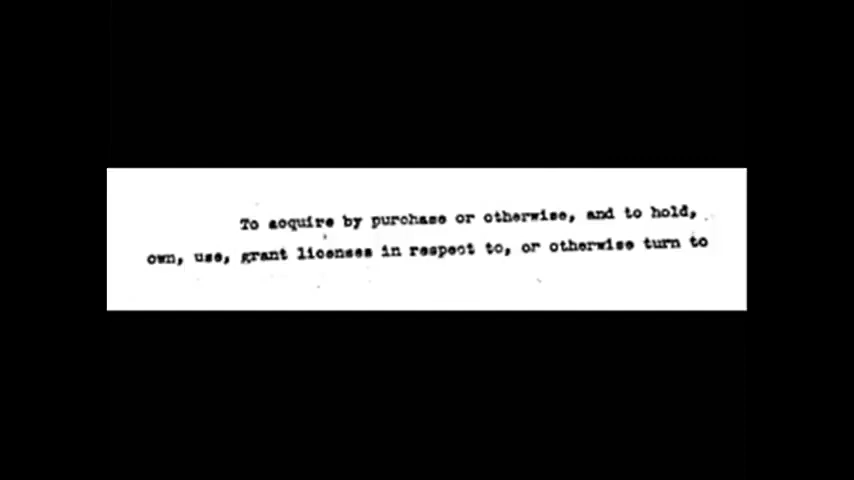 To acquire by purchase or otherwise, and to hold,
own, use, grant licenses in respect to, or otherwise turn to